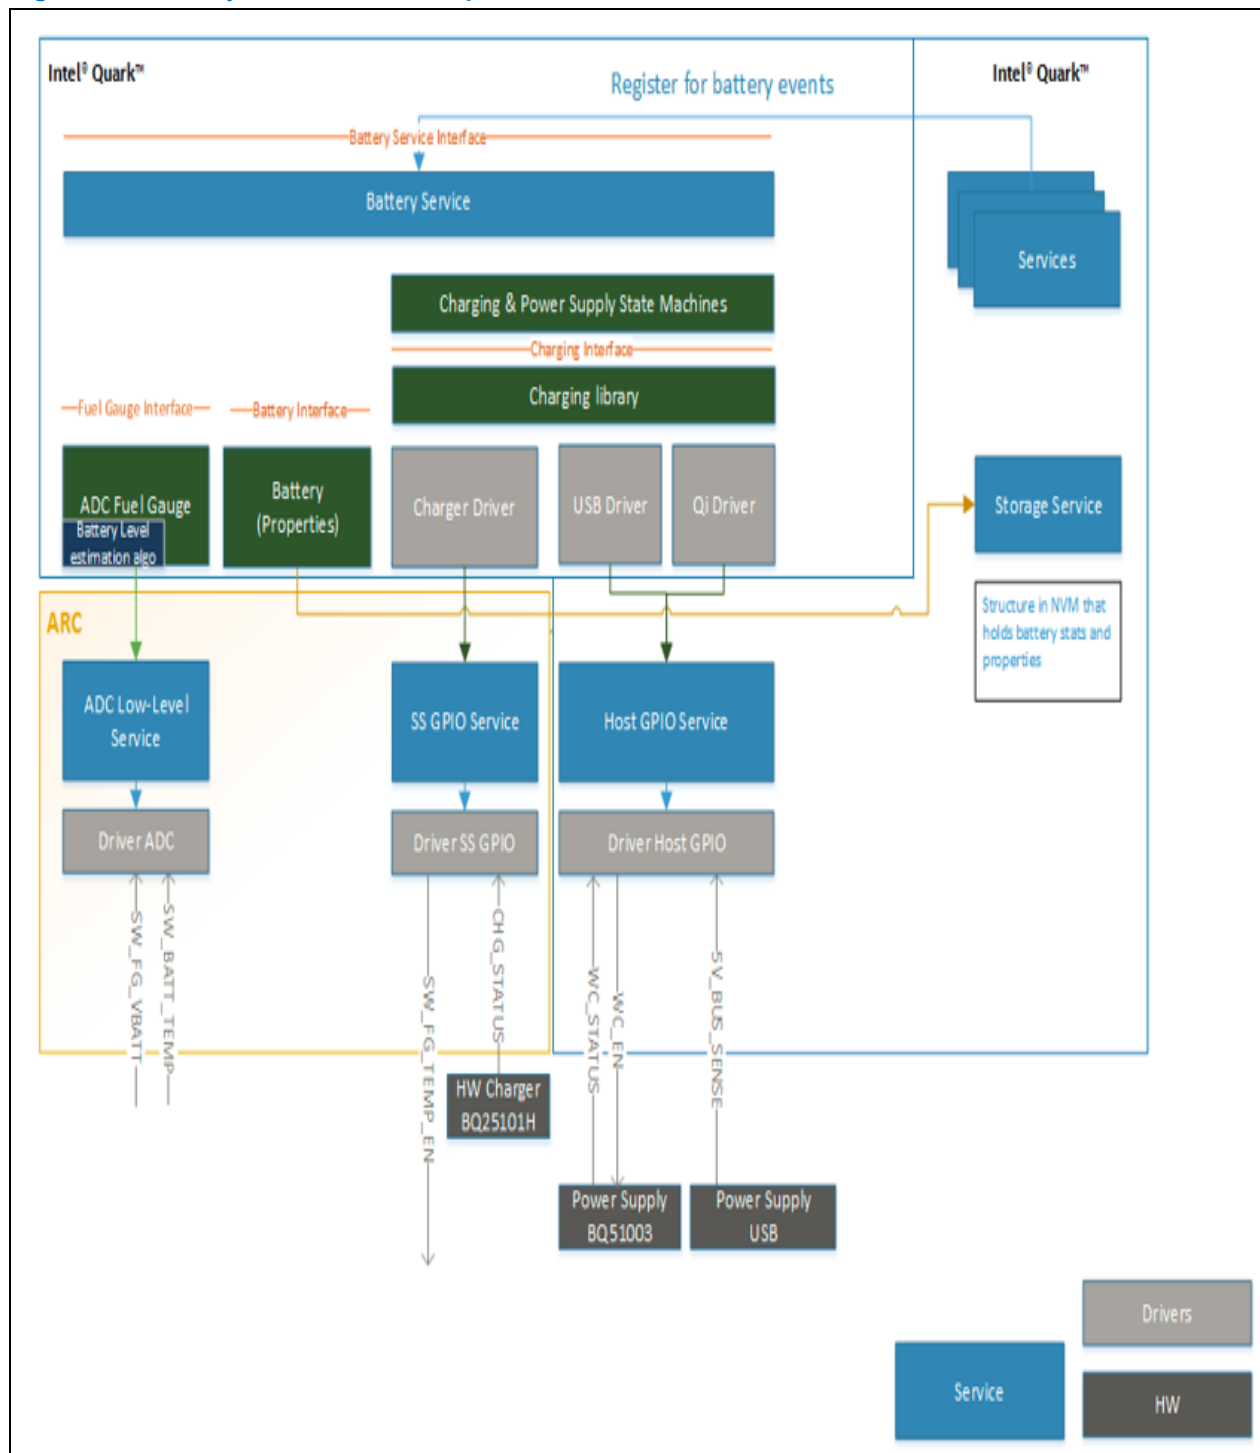 Intel® Quark™
Intel® Quark™
Register for battery events
Battery Service Interface
Battery Service
Services
Charging & Power Supply State Machines
Charging Interface
Charging library
Fuel Gauge Interface
Battery Interface
ADC Fuel Gauge
Battery Level
estimation algo
Battery
(Properties)
Charger Driver
USB Driver
Qi Driver
Storage Service
Structure in NVM that
holds battery stats and
properties
ARC
ADC Low-Level
Service
SS GPIO Service
Host GPIO Service
Driver ADC
Driver SS GPIO
Driver Host GPIO
SW_FG_VBATT
SW_BATT_TEMP
SW_FG_TEMP_EN
CHG_STATUS
WC_STATUS
WC_EN
5V_BUS_SENSE
HW Charger
BQ25101H
Power Supply
BQ51003
Power Supply
USB
Drivers
Service
HW